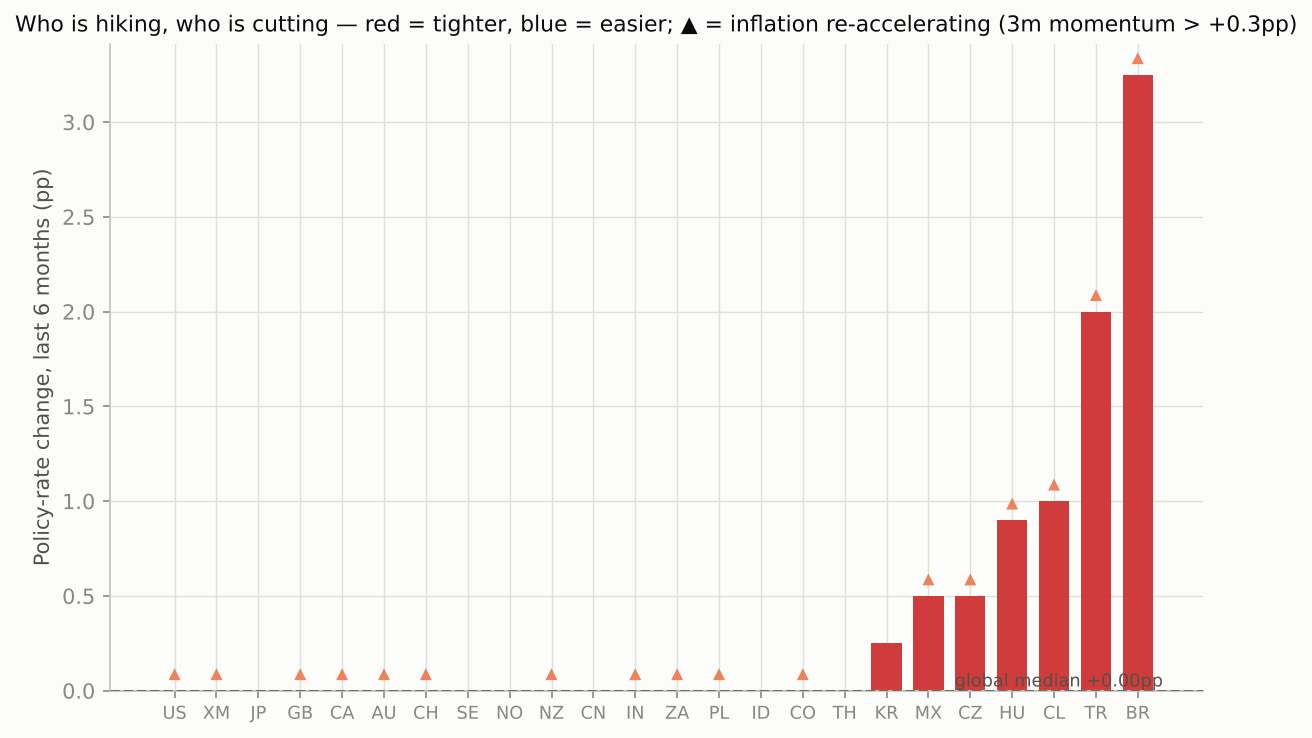 Who is hiking, who is cutting — red = tighter, blue = easier; ▲ = inflation re-accelerating (3m momentum > +0.3pp)
Policy-rate change, last 6 months (pp)
3.0
2.5
2.0
1.5
1.0
0.5
0.0
global median +0.00pp
US XM JP GB CA AU CH SE NO NZ CN IN ZA PL ID CO TH KR MX CZ HU CL TR BR